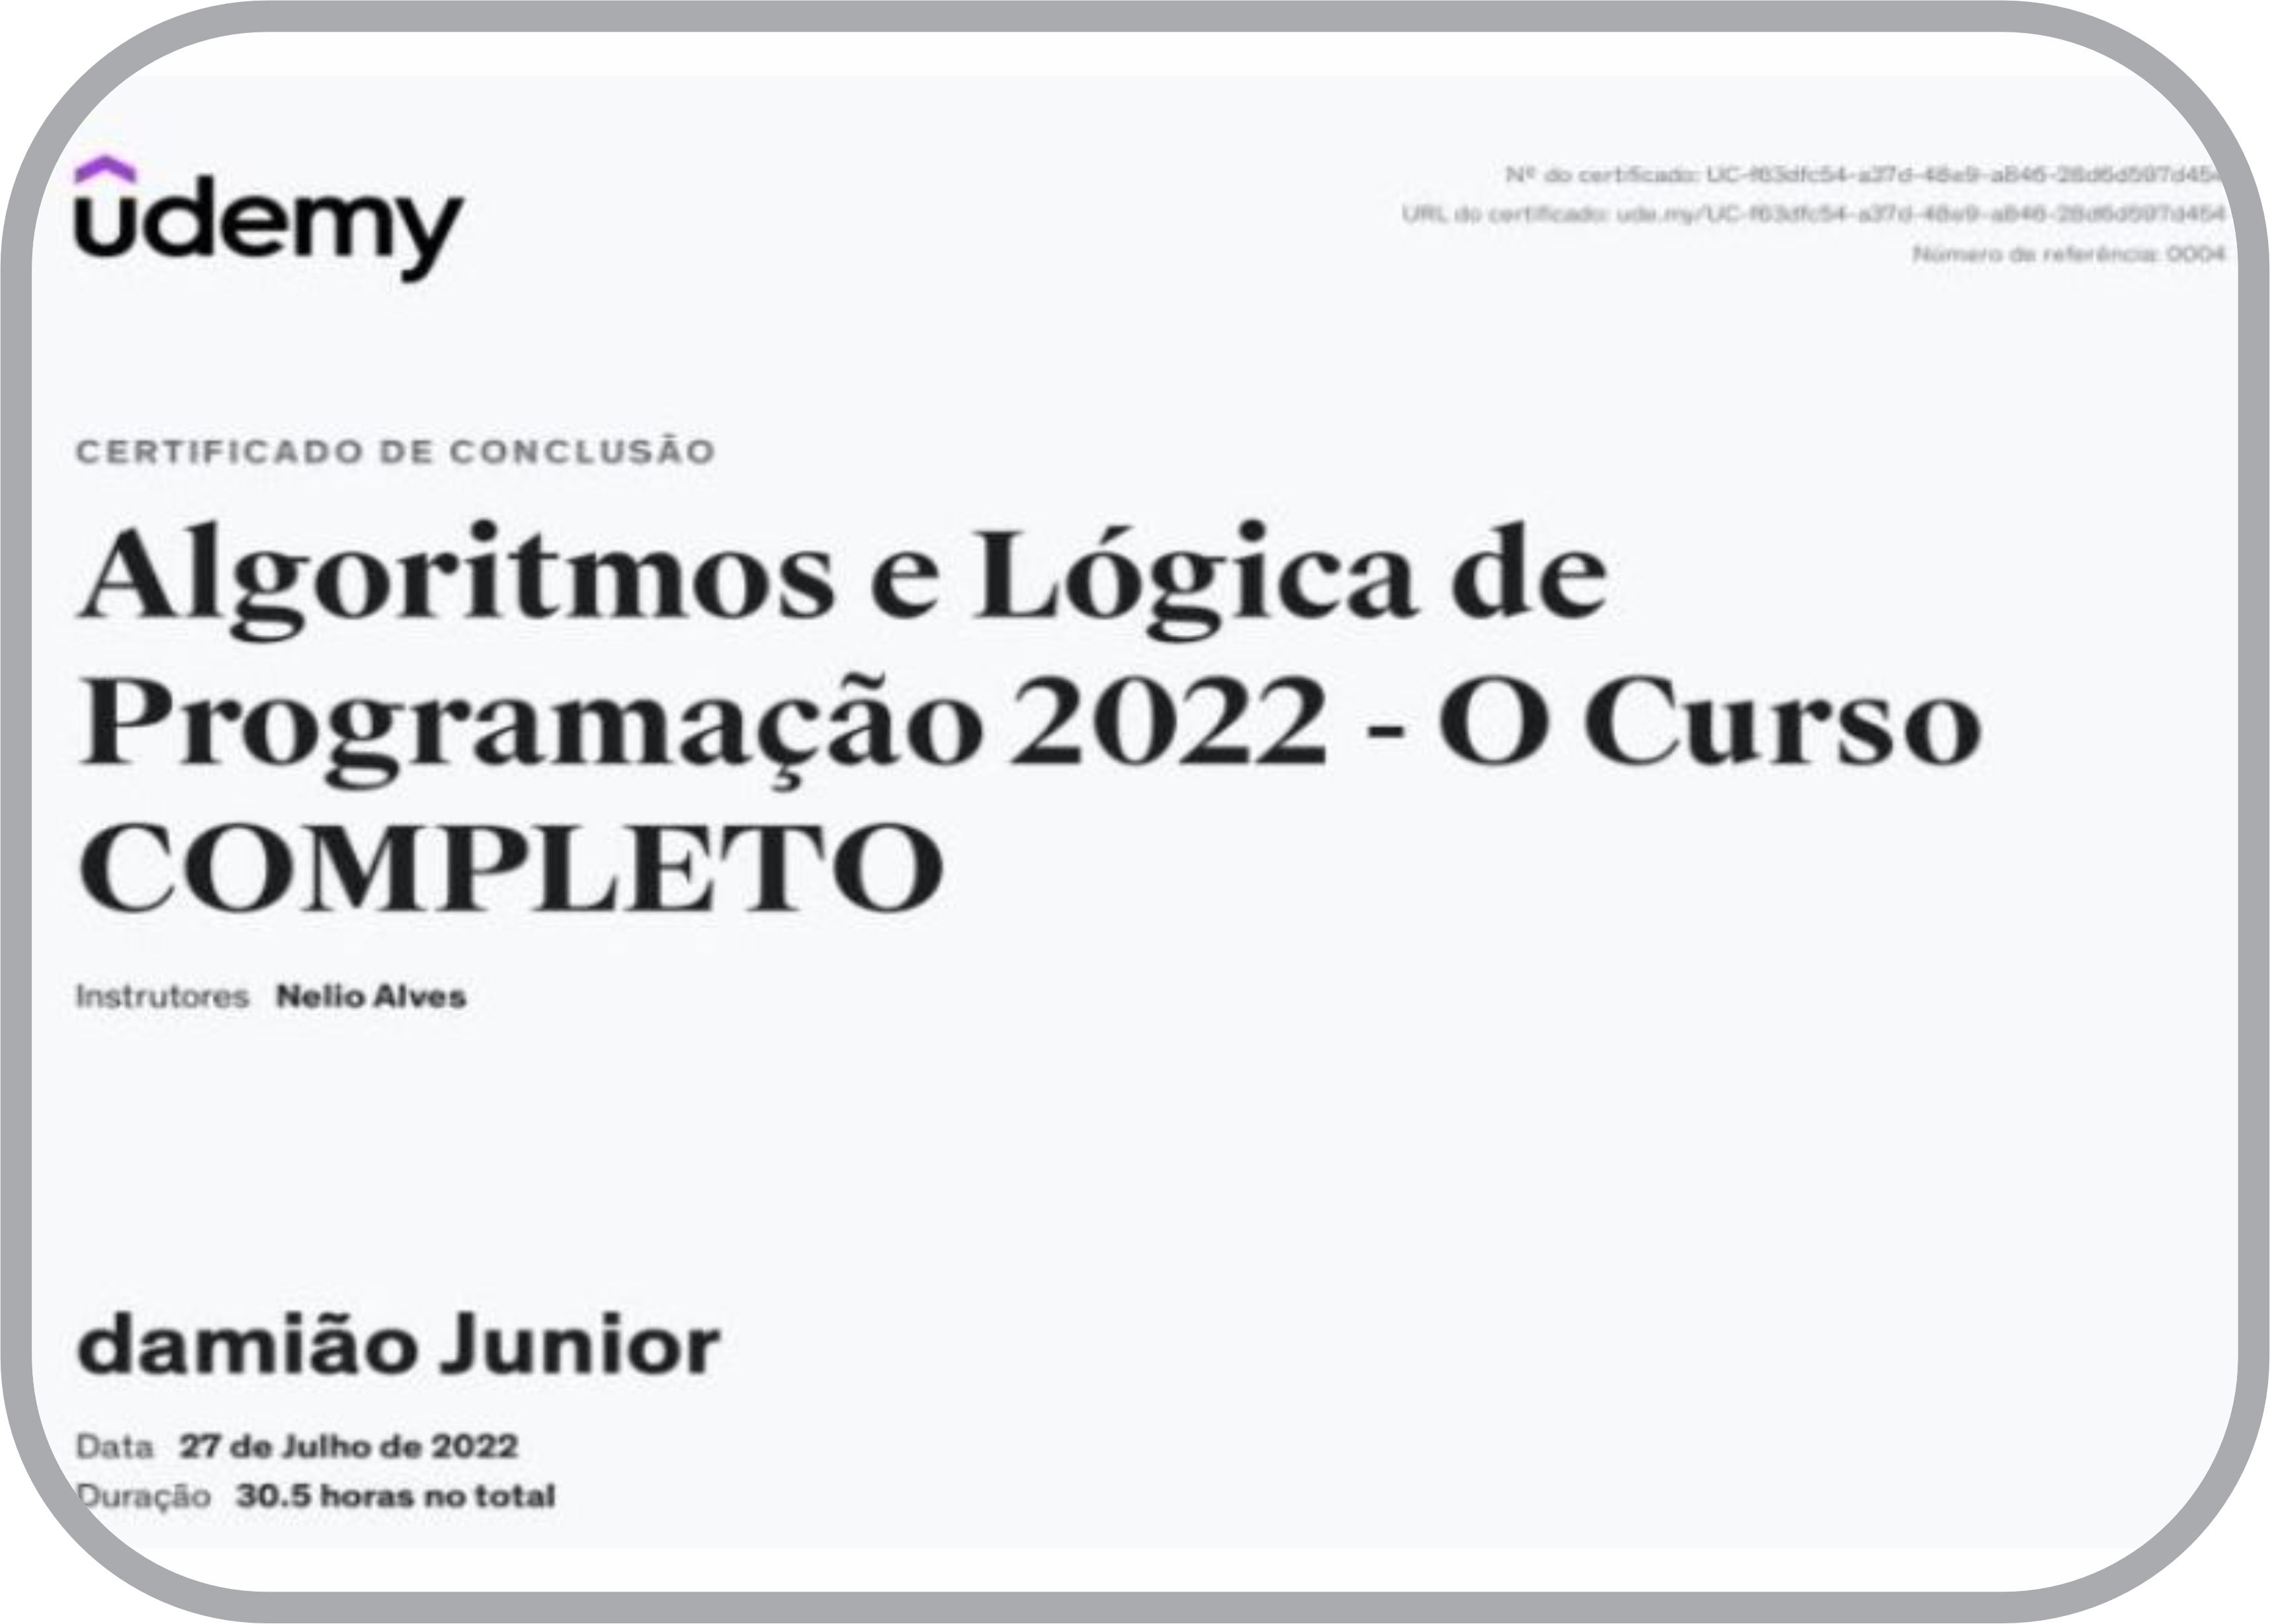 udemy
Nº do certificado: UC-f63dfc54-a37d-48e9-a846-28d6d597d454
URL do certificado: ude.my/UC-f63dfc54-a37d-48e9-a846-28d6d597d454
Número de referência: 0004
CERTIFICADO DE CONCLUSÃO
Algoritmos e Lógica de
Programação 2022 - O Curso
COMPLETO
Instrutores Nelio Alves
damião Junior
Data 27 de Julho de 2022
Duração 30.5 horas no total